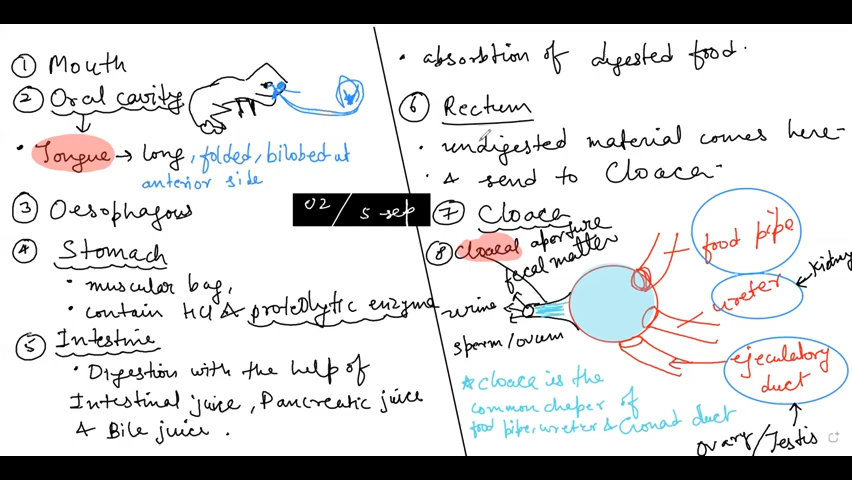 ① Mouth
② Oral cavity
• Tongue → long, folded, bilobed at
anterior side
③ Oesophagous
④ Stomach
• muscular bag,
• contain HCl & proteolytic enzyme
⑤ Intestine
• Digestion with the help of
Intestinal juice, Pancreatic juice
& Bile juice.
02/5 sep
• absorbtion of digested food.
⑥ Rectum
• undigested material comes here
• & send to Cloaca
⑦ Cloaca
⑧ Cloacal aperture
fecal matter
urine
sperm/ovum
food pipe
ureter
kidney
ejeculatory
duct
ovary/Testis
* cloaca is the
common chaper of
food pipe, ureter & Gonad duct